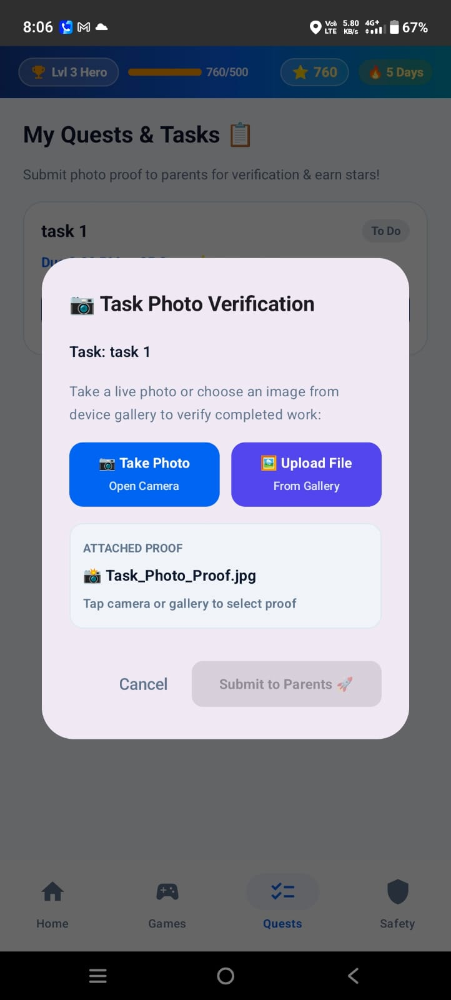 8:06
Vo) LTE
5.80 KB/s
4G+
67%
Lvl 3 Hero
760/500
760
5 Days
My Quests & Tasks
Submit photo proof to parents for verification & earn stars!
task 1
To Do
Task Photo Verification
Task: task 1
Take a live photo or choose an image from
device gallery to verify completed work:
Take Photo
Open Camera
Upload File
From Gallery
ATTACHED PROOF
Task_Photo_Proof.jpg
Tap camera or gallery to select proof
Cancel
Submit to Parents
Home
Games
Quests
Safety